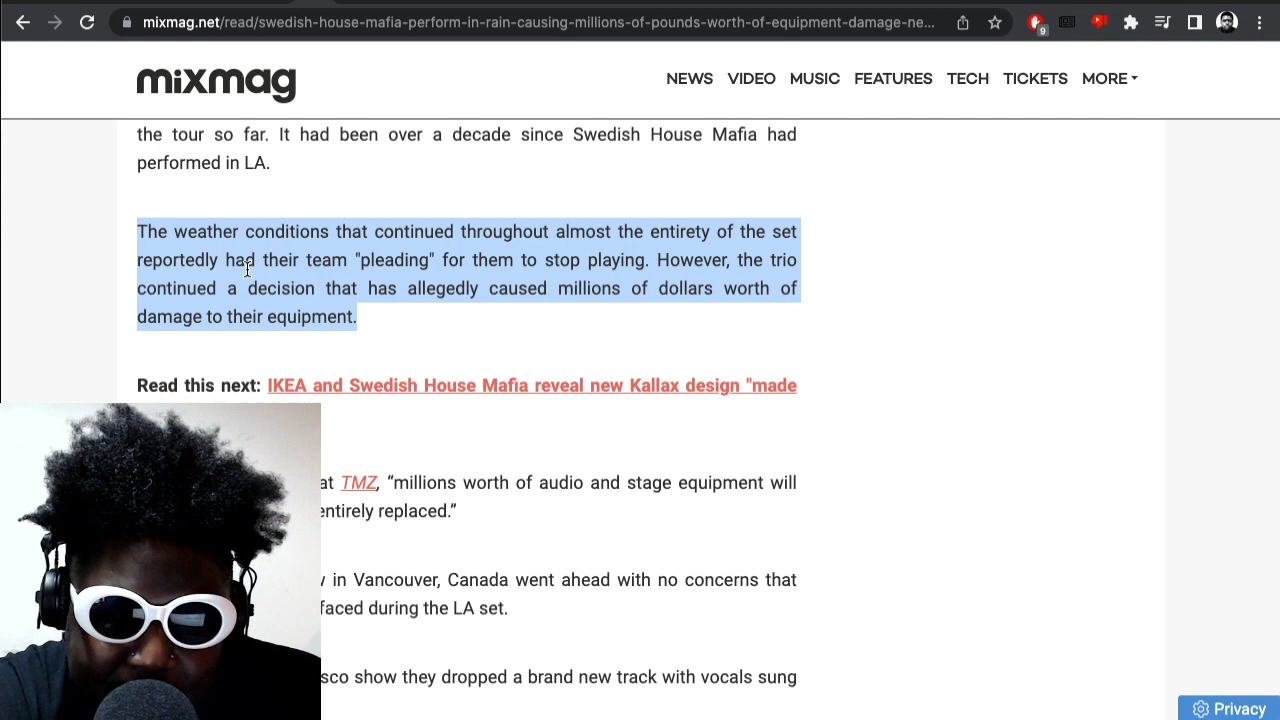 mixmag.net/read/swedish-house-mafia-perform-in-rain-causing-millions-of-pounds-worth-of-equipment-damage-ne...
9
mixmag
NEWS VIDEO MUSIC FEATURES TECH TICKETS MORE
the tour so far. It had been over a decade since Swedish House Mafia had
performed in LA.
The weather conditions that continued throughout almost the entirety of the set
reportedly had their team "pleading" for them to stop playing. However, the trio
continued a decision that has allegedly caused millions of dollars worth of
damage to their equipment.
Read this next: IKEA and Swedish House Mafia reveal new Kallax design "made
at TMZ, “millions worth of audio and stage equipment will
entirely replaced.”
in Vancouver, Canada went ahead with no concerns that
faced during the LA set.
sco show they dropped a brand new track with vocals sung
Privacy